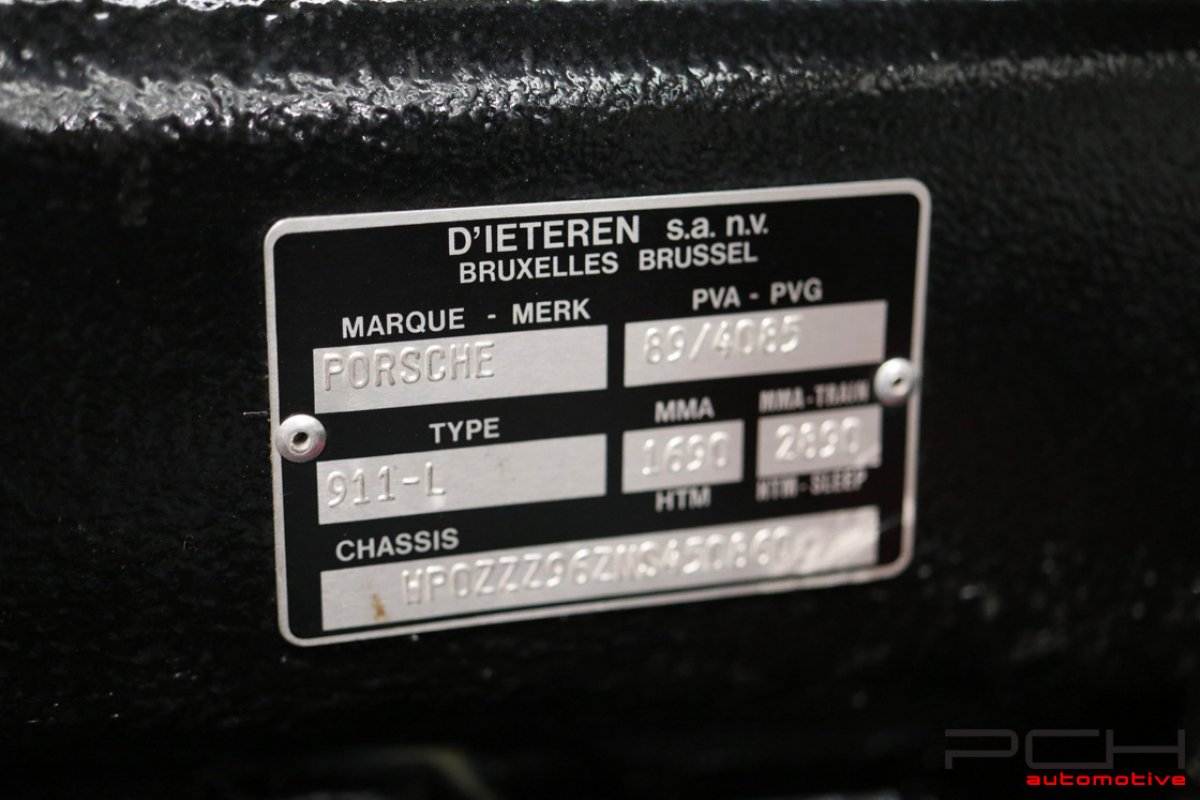 D'IETEREN s.a. n.v.
BRUXELLES BRUSSEL
MARQUE - MERK
PORSCHE
PVA - PVG
89/4085
TYPE
911-L
MMA
1690
HTM
MMA-TRAIN
2890
HTM-SLEEP
CHASSIS
WP0ZZZ96ZMS450860
PCH
automotive